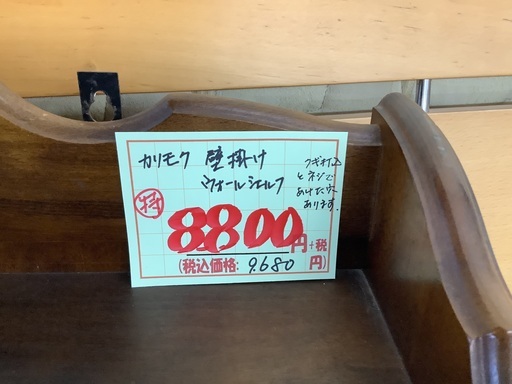 カリモク 壁掛け
ウォールシェルフ
クギ打込
とネジで
あけた穴
あります。
特
8800円+税
(税込価格: 9680円)